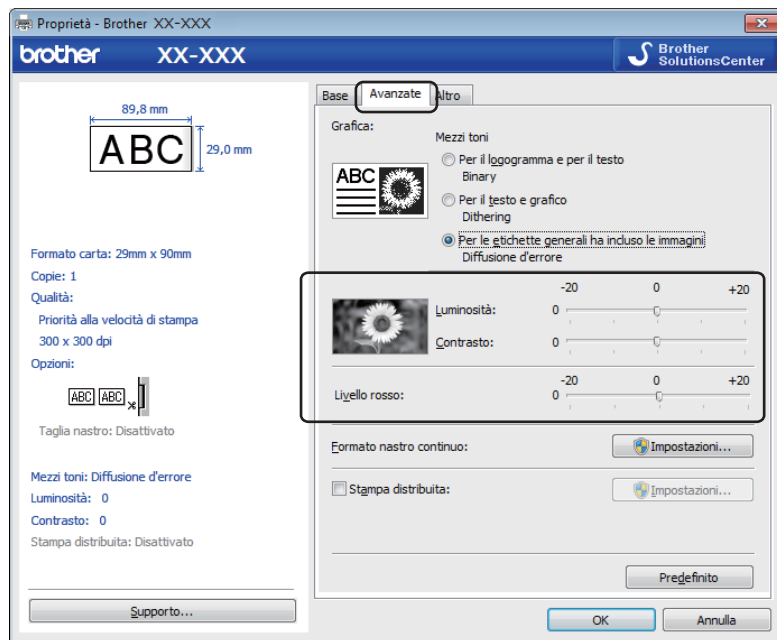 Proprietà - Brother XX-XXX
brother XX-XXX
Brother
SolutionsCenter
89,8 mm
ABC
29,0 mm
Formato carta: 29mm x 90mm
Copie: 1
Qualità:
Priorità alla velocità di stampa
300 x 300 dpi
Opzioni:
ABC ABC
Taglia nastro: Disattivato
Mezzi toni: Diffusione d'errore
Luminosità: 0
Contrasto: 0
Stampa distribuita: Disattivato
Supporto...
Base Avanzate Altro
Grafica:
ABC
Mezzi toni
Per il logogramma e per il testo
Binary
Per il testo e grafico
Dithering
Per le etichette generali ha incluso le immagini
Diffusione d'errore
-20 0 +20
Luminosità: 0
Contrasto: 0
-20 0 +20
Livello rosso: 0
Formato nastro continuo: Impostazioni...
Stampa distribuita: Impostazioni...
Predefinito
OK Annulla